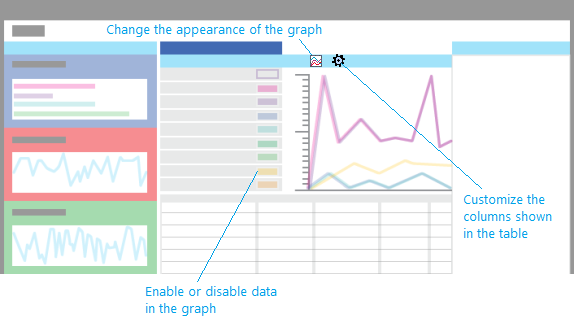 Change the appearance of the graph
Customize the
columns shown
in the table
Enable or disable data
in the graph